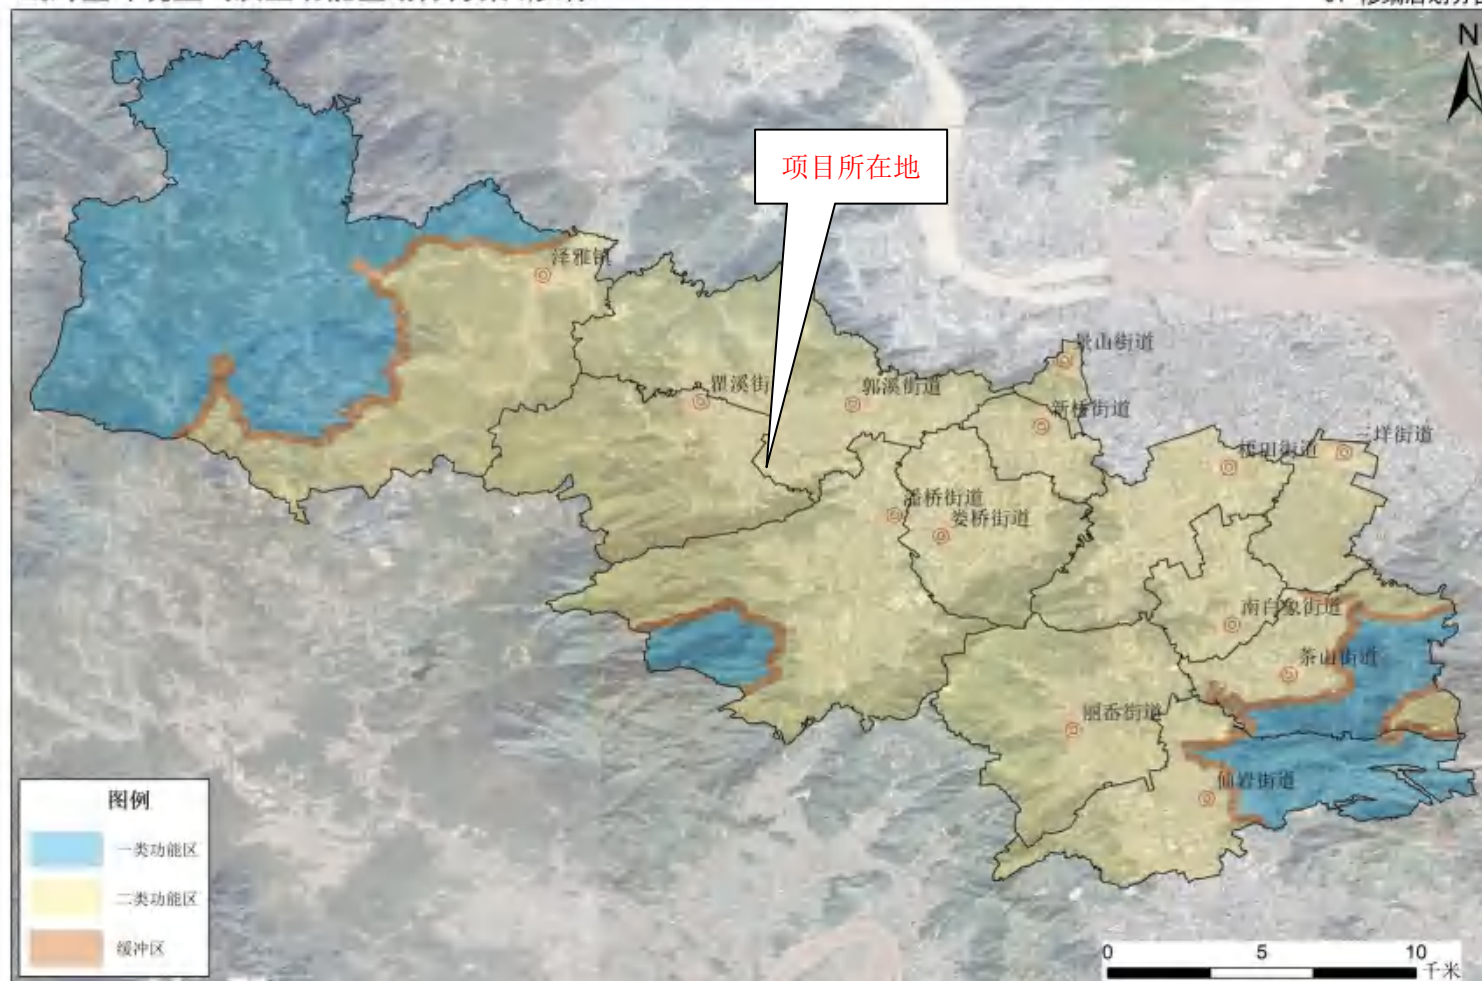 N
项目所在地
泽雅镇
景山街道
瞿溪街
郭溪街道
新桥街道
三垟街道
梧田街道
潘桥街道
娄桥街道
南白象街道
茶山街道
丽岙街道
仙岩街道
图例
一类功能区
二类功能区
缓冲区
0 5 10
千米